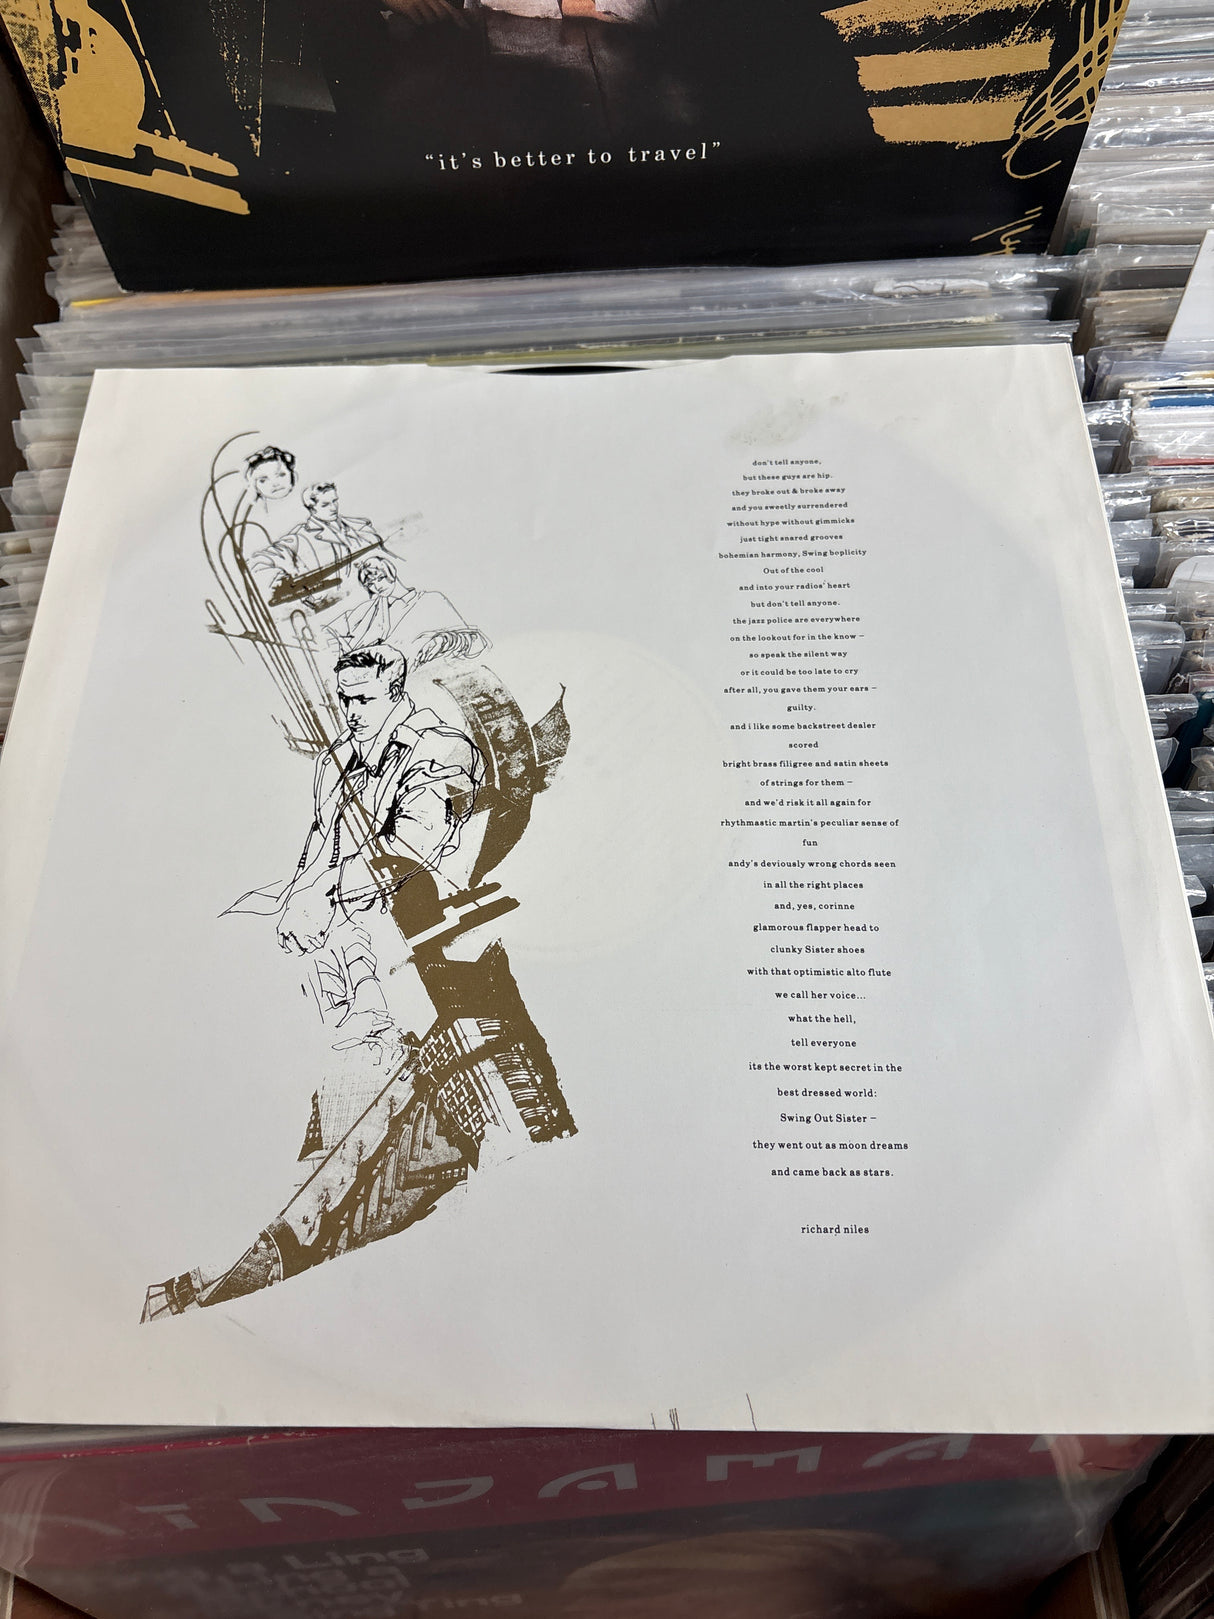 “it's better to travel”
don't tell anyone,
but these guys are hip.
they broke out & broke away
and you sweetly surrendered
without hype without gimmicks
just tight snared grooves
bohemian harmony, Swing boplicity
Out of the cool
and into your radios' heart
but don't tell anyone.
the jazz police are everywhere
on the lookout for in the know –
so speak the silent way
or it could be too late to cry
after all, you gave them your ears –
guilty.
and i like some backstreet dealer
scored
bright brass filigree and satin sheets
of strings for them –
and we'd risk it all again for
rhythmastic martin's peculiar sense of
fun
andy's deviously wrong chords seen
in all the right places
and, yes, corinne
glamorous flapper head to
clunky Sister shoes
with that optimistic alto flute
we call her voice...
what the hell,
tell everyone
its the worst kept secret in the
best dressed world:
Swing Out Sister –
they went out as moon dreams
and came back as stars.
richard niles